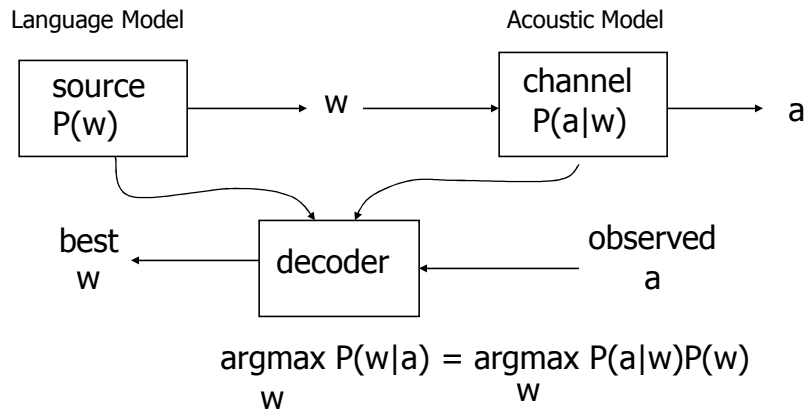 Language Model
Acoustic Model
source
P(w)
w
channel
P(a|w)
a
best
w
decoder
observed
a
argmax P(w|a) = argmax P(a|w)P(w)
w w